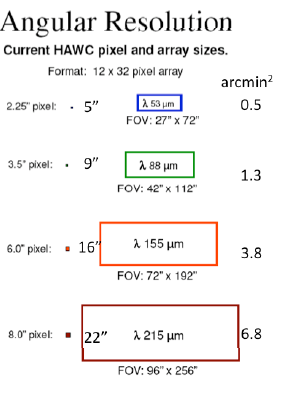 Angular Resolution
Current HAWC pixel and array sizes.
Format: 12 x 32 pixel array
arcmin²
2.25" pixel: 5” λ 53 µm 0.5
FOV: 27" x 72"
3.5" pixel: 9” λ 88 µm 1.3
FOV: 42" x 112"
6.0" pixel: 16” λ 155 µm 3.8
FOV: 72" x 192"
8.0" pixel: 22” λ 215 µm 6.8
FOV: 96" x 256"